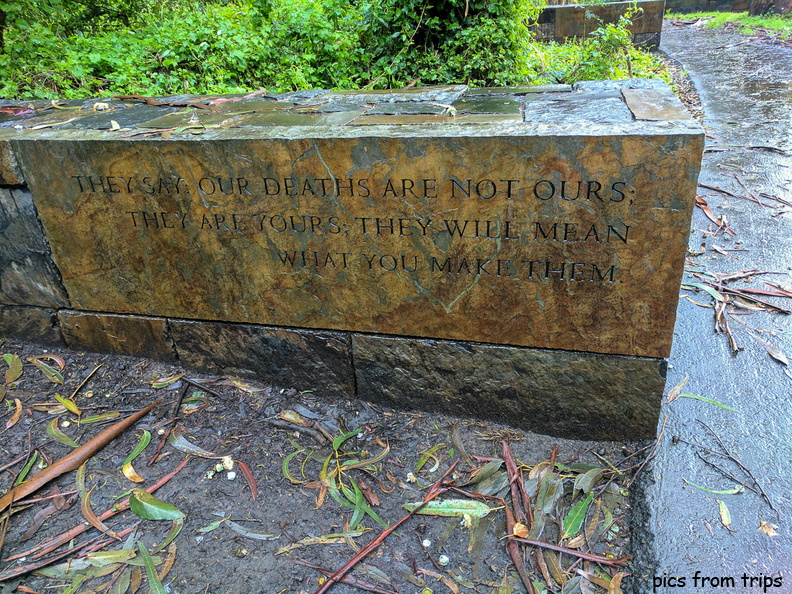 THEY SAY: OUR DEATHS ARE NOT OURS;
THEY ARE YOURS; THEY WILL MEAN
WHAT YOU MAKE THEM.
pics from trips